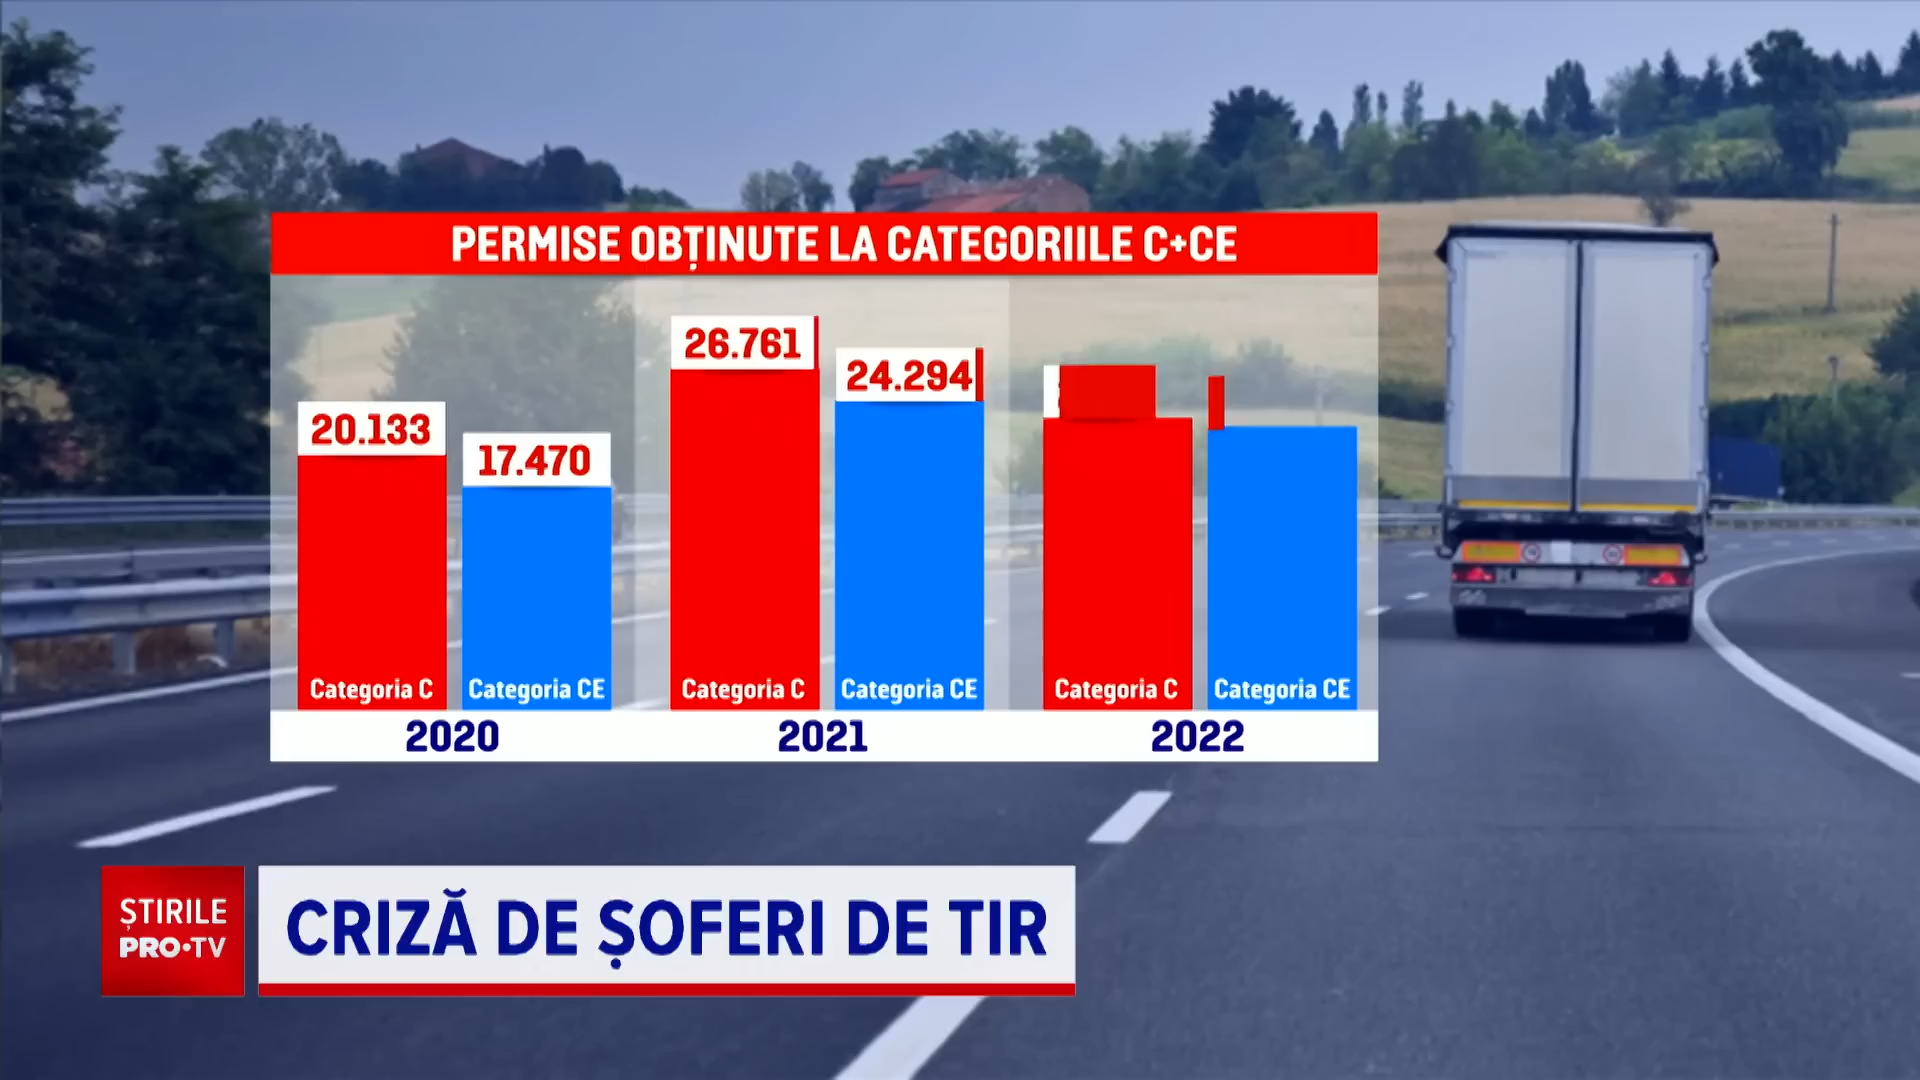 PERMISE OBȚINUTE LA CATEGORIILE C+CE
20.133
17.470
26.761
24.294
Categoria C
Categoria CE
Categoria C
Categoria CE
Categoria C
Categoria CE
2020
2021
2022
ȘTIRILE
PRO•TV
CRIZĂ DE ȘOFERI DE TIR